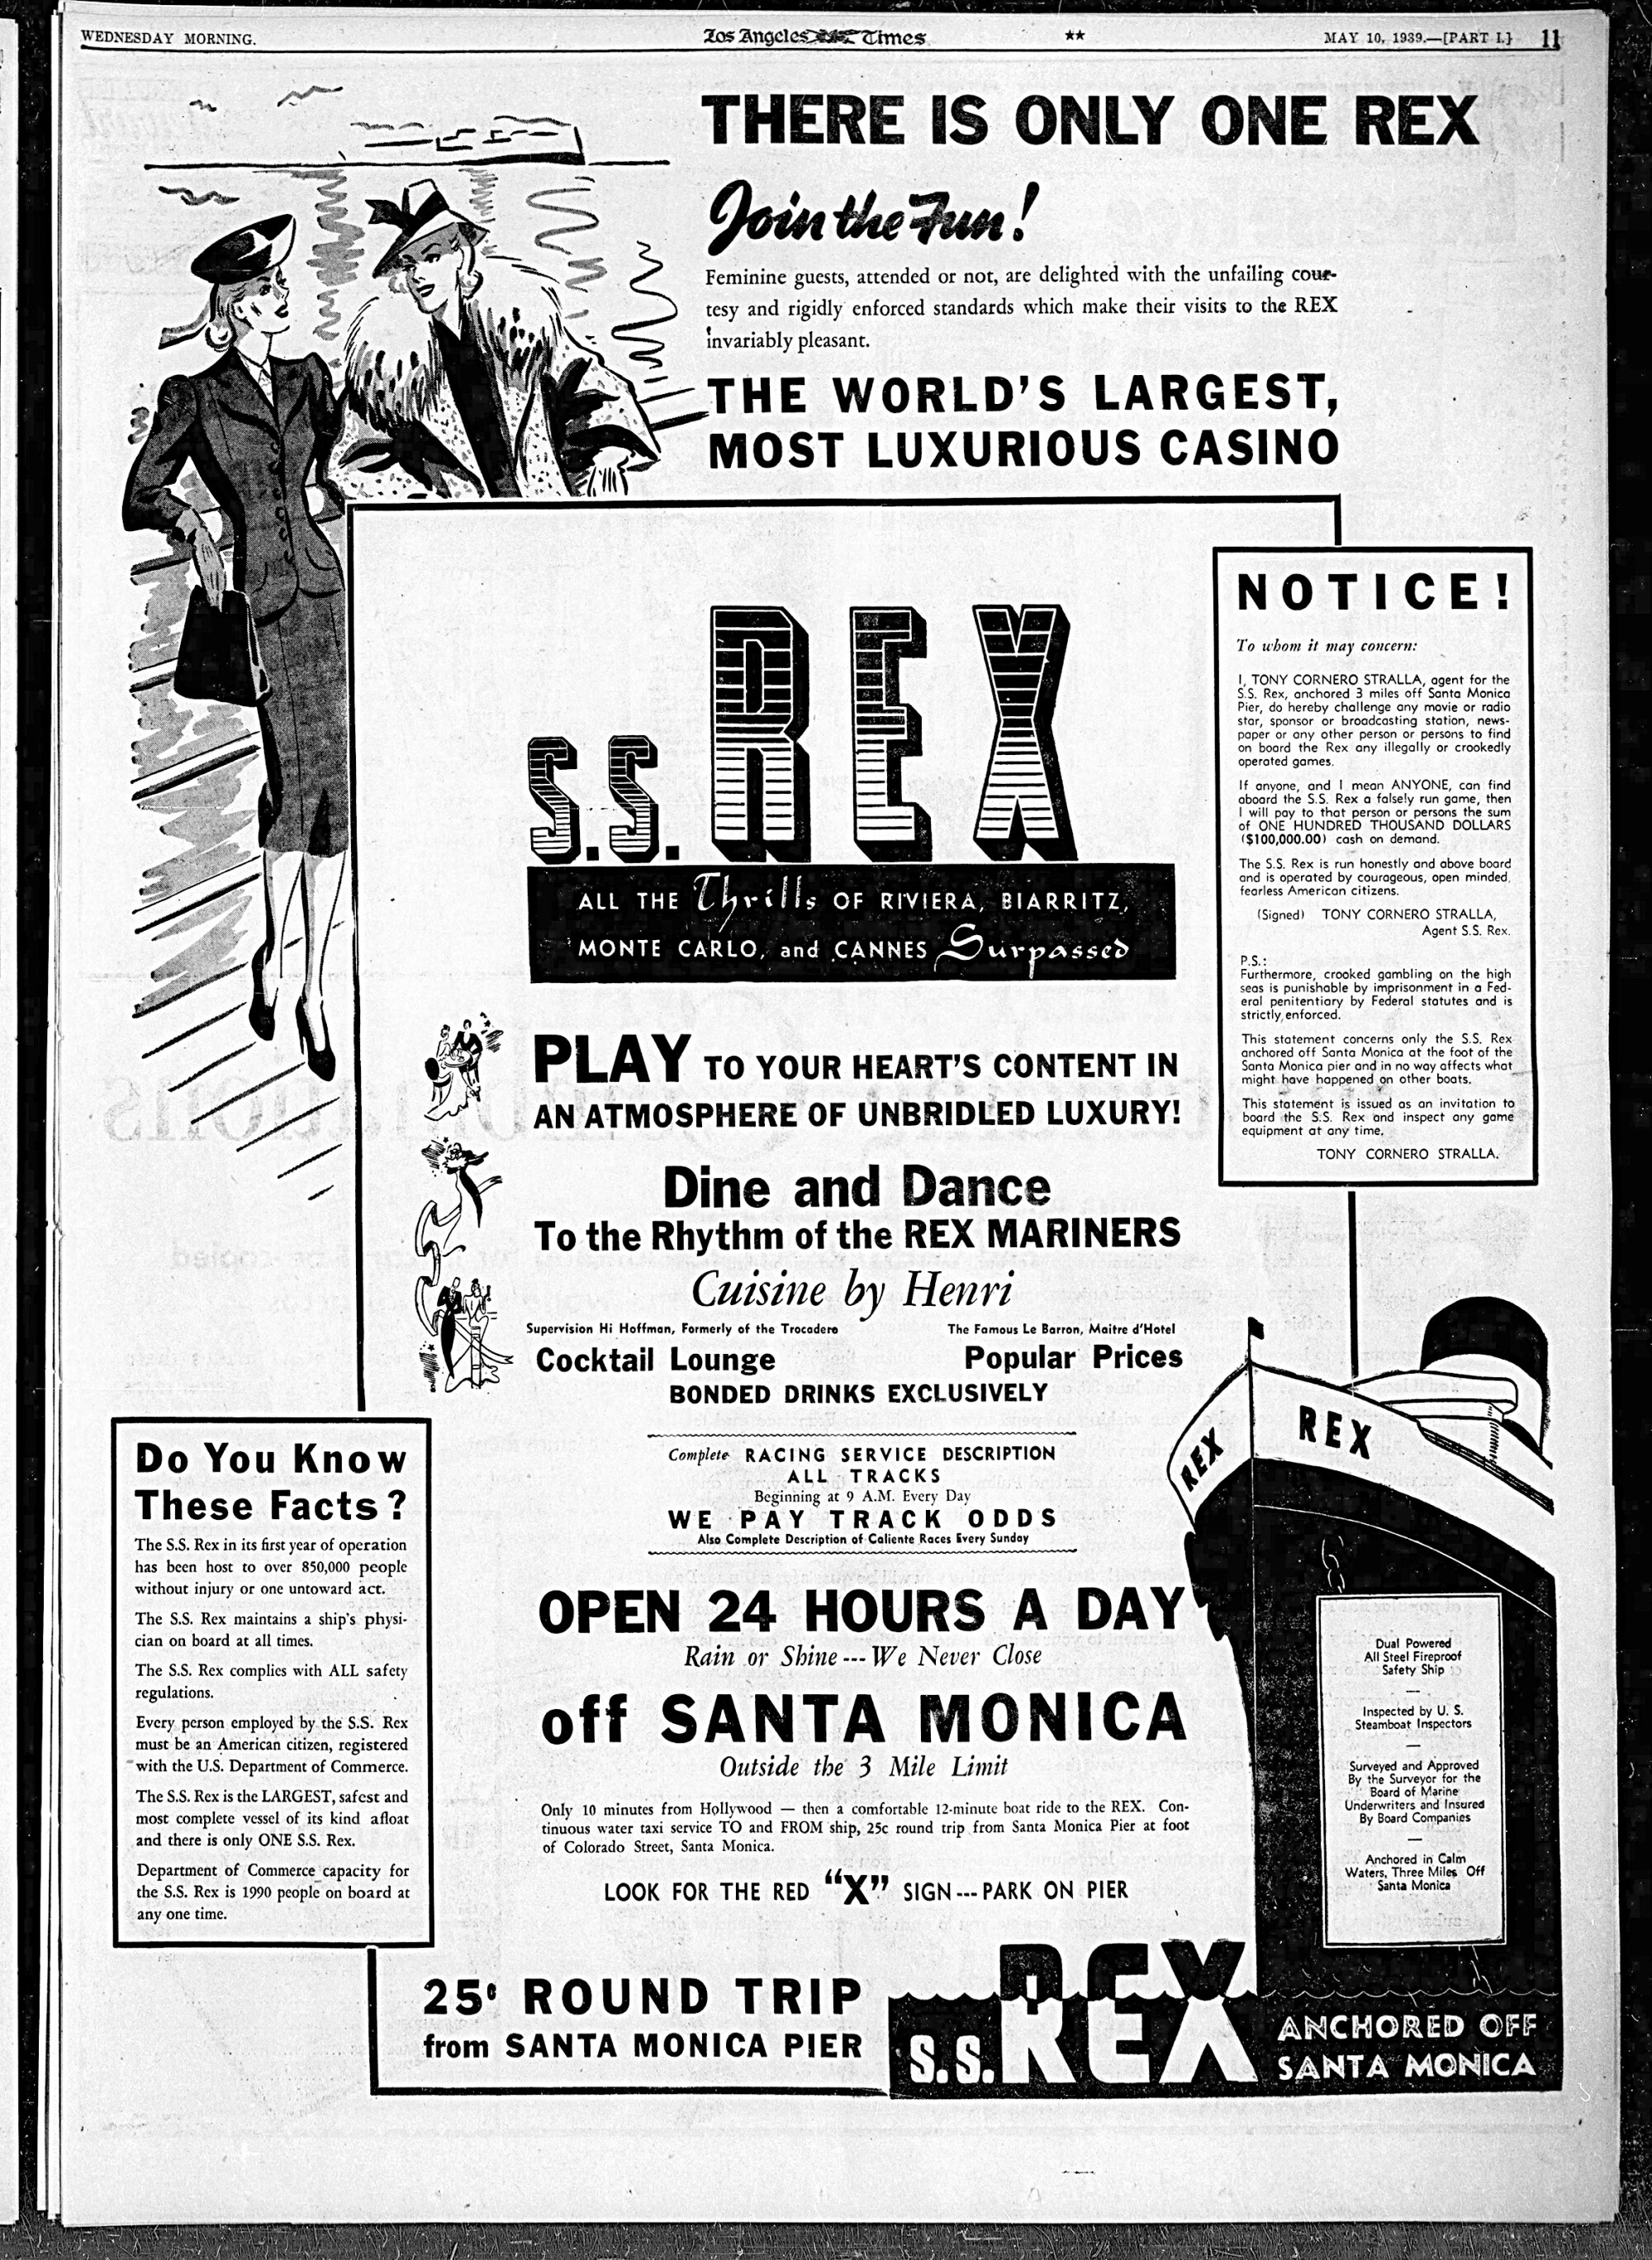 WEDNESDAY MORNING.
Los Angeles Times
★★
MAY 10, 1939.—[PART I.] 11
THERE IS ONLY ONE REX
Join the Fun!
Feminine guests, attended or not, are delighted with the unfailing cour-
tesy and rigidly enforced standards which make their visits to the REX
invariably pleasant.
THE WORLD'S LARGEST,
MOST LUXURIOUS CASINO
S.S. REX
ALL THE Thrills OF RIVIERA, BIARRITZ,
MONTE CARLO, and CANNES Surpassed
PLAY TO YOUR HEART'S CONTENT IN
AN ATMOSPHERE OF UNBRIDLED LUXURY!
Dine and Dance
To the Rhythm of the REX MARINERS
Cuisine by Henri
Supervision Hi Hoffman, Formerly of the Trocadero
The Famous Le Barron, Maitre d'Hotel
Cocktail Lounge
Popular Prices
BONDED DRINKS EXCLUSIVELY
Complete RACING SERVICE DESCRIPTION
ALL TRACKS
Beginning at 9 A.M. Every Day
WE PAY TRACK ODDS
Also Complete Description of Caliente Races Every Sunday
OPEN 24 HOURS A DAY
Rain or Shine---We Never Close
off SANTA MONICA
Outside the 3 Mile Limit
Only 10 minutes from Hollywood — then a comfortable 12-minute boat ride to the REX. Con-
tinuous water taxi service TO and FROM ship, 25c round trip from Santa Monica Pier at foot
of Colorado Street, Santa Monica.
LOOK FOR THE RED "X" SIGN---PARK ON PIER
NOTICE!
To whom it may concern:
I, TONY CORNERO STRALLA, agent for the
S.S. Rex, anchored 3 miles off Santa Monica
Pier, do hereby challenge any movie or radio
star, sponsor or broadcasting station, news-
paper or any other person or persons to find
on board the Rex any illegally or crookedly
operated games.
If anyone, and I mean ANYONE, can find
aboard the S.S. Rex a falsely run game, then
I will pay to that person or persons the sum
of ONE HUNDRED THOUSAND DOLLARS
($100,000.00) cash on demand.
The S.S. Rex is run honestly and above board
and is operated by courageous, open minded,
fearless American citizens.
(Signed) TONY CORNERO STRALLA,
Agent S.S. Rex.
P.S.:
Furthermore, crooked gambling on the high
seas is punishable by imprisonment in a Fed-
eral penitentiary by Federal statutes and is
strictly enforced.
This statement concerns only the S.S. Rex
anchored off Santa Monica at the foot of the
Santa Monica pier and in no way affects what
might have happened on other boats.
This statement is issued as an invitation to
board the S.S. Rex and inspect any game
equipment at any time.
TONY CORNERO STRALLA.
Do You Know
These Facts?
The S.S. Rex in its first year of operation
has been host to over 850,000 people
without injury or one untoward act.
The S.S. Rex maintains a ship's physi-
cian on board at all times.
The S.S. Rex complies with ALL safety
regulations.
Every person employed by the S.S. Rex
must be an American citizen, registered
with the U.S. Department of Commerce.
The S.S. Rex is the LARGEST, safest and
most complete vessel of its kind afloat
and there is only ONE S.S. Rex.
Department of Commerce capacity for
the S.S. Rex is 1990 people on board at
any one time.
REX
REX
Dual Powered
All Steel Fireproof
Safety Ship
Inspected by U. S.
Steamboat Inspectors
Surveyed and Approved
By the Surveyor for the
Board of Marine
Underwriters and Insured
By Board Companies
Anchored in Calm
Waters, Three Miles Off
Santa Monica
25¢ ROUND TRIP
from SANTA MONICA PIER
S.S. REX
ANCHORED OFF
SANTA MONICA